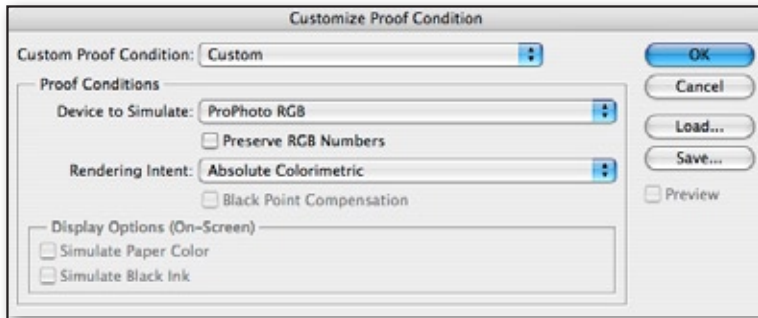 Customize Proof Condition
Custom Proof Condition: Custom
OK
Proof Conditions
Cancel
Device to Simulate: ProPhoto RGB
Preserve RGB Numbers
Load...
Rendering Intent: Absolute Colorimetric
Save...
Black Point Compensation
Preview
Display Options (On-Screen)
Simulate Paper Color
Simulate Black Ink